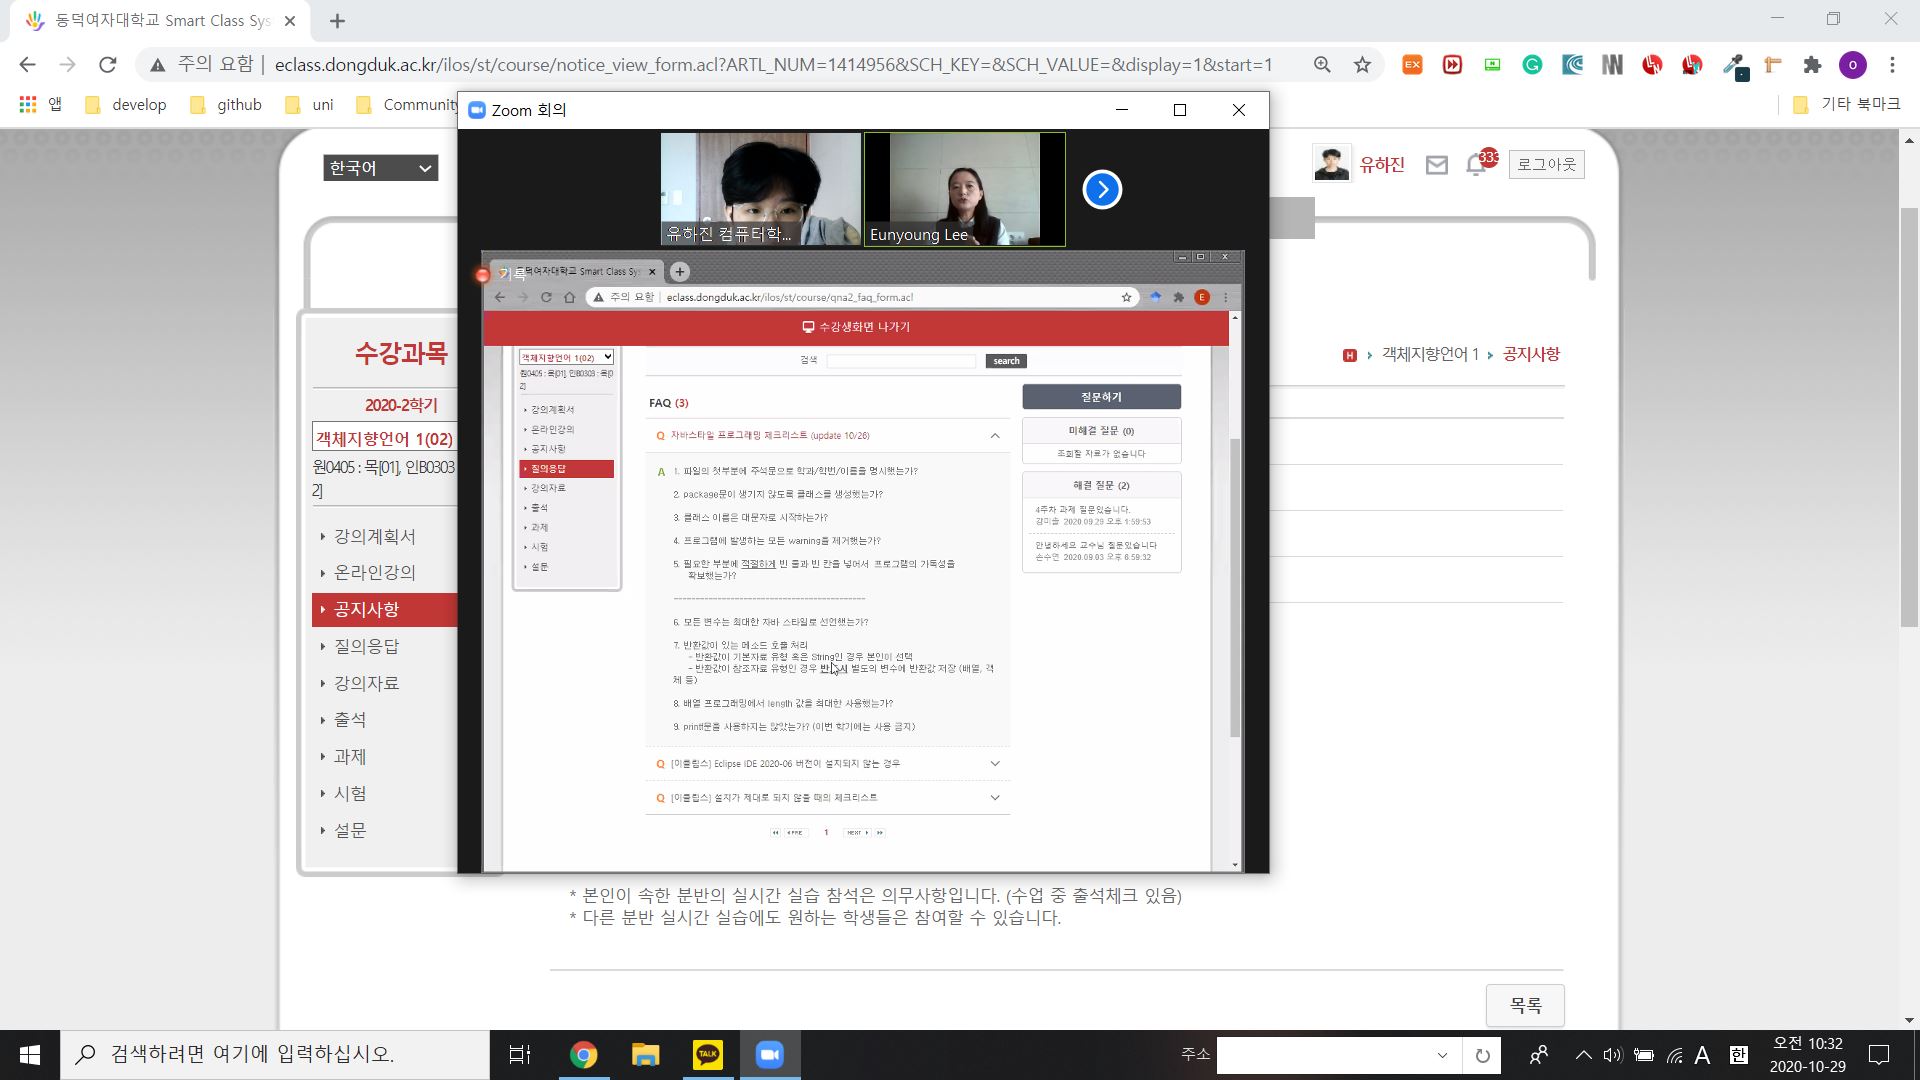 동덕여자대학교 Smart Class Sys
주의 요함 | eclass.dongduk.ac.kr/ilos/st/course/notice_view_form.acl?ARTL_NUM=1414956&SCH_KEY=&SCH_VALUE=&display=1&start=1
앱 develop github uni Community 기타 북마크
Zoom 회의
한국어
유하진 333 로그아웃
유하진 컴퓨터학...
Eunyoung Lee
기록
동덕여자대학교 Smart Class Sys
주의 요함 | eclass.dongduk.ac.kr/ilos/st/course/qna2_faq_form.acl
수강생화면 나가기
객체지향언어 1(02)
원0405 : 목[01], 인B0303 : 목[0
2]
강의계획서
온라인강의
공지사항
질의응답
강의자료
출석
과제
시험
설문
검색 search
FAQ (3)
Q 자바스타일 프로그래밍 체크리스트 (update 10/26)
A 1. 파일의 첫부분에 주석문으로 학과/학번/이름을 명시했는가?
2. package문이 생기지 않도록 클래스를 생성했는가?
3. 클래스 이름은 대문자로 시작하는가?
4. 프로그램에 발생하는 모든 warning을 제거했는가?
5. 필요한 부분에 적절하게 빈 줄과 빈 칸을 넣어서 프로그램의 가독성을
확보했는가?
6. 모든 변수는 최대한 자바 스타일로 선언했는가?
7. 반환값이 있는 메소드 호출 처리
- 반환값이 기본자료 유형 혹은 String인 경우 본인이 선택
- 반환값이 참조자료 유형인 경우 반드시 별도의 변수에 반환값 저장 (배열, 객
체 등)
8. 배열 프로그래밍에서 length 값을 최대한 사용했는가?
9. printf문을 사용하지는 않았는가? (이번 학기에는 사용 금지)
Q [이클립스] Eclipse IDE 2020-06 버전이 설치되지 않는 경우
Q [이클립스] 설치가 제대로 되지 않을 때의 체크리스트
PRE 1 NEXT
질문하기
미해결 질문 (0)
조회할 자료가 없습니다
해결 질문 (2)
4주차 과제 질문있습니다.
강미솔 2020.09.29 오후 1:59:53
안녕하세요 교수님 질문있습니다
손수연 2020.09.03 오후 6:59:32
수강과목
2020-2학기
객체지향언어 1(02)
원0405 : 목[01], 인B0303
2]
강의계획서
온라인강의
공지사항
질의응답
강의자료
출석
과제
시험
설문
H 객체지향언어 1 공지사항
* 본인이 속한 분반의 실시간 실습 참석은 의무사항입니다. (수업 중 출석체크 있음)
* 다른 분반 실시간 실습에도 원하는 학생들은 참여할 수 있습니다.
목록
검색하려면 여기에 입력하십시오.
TALK
주소
A 한
오전 10:32
2020-10-29